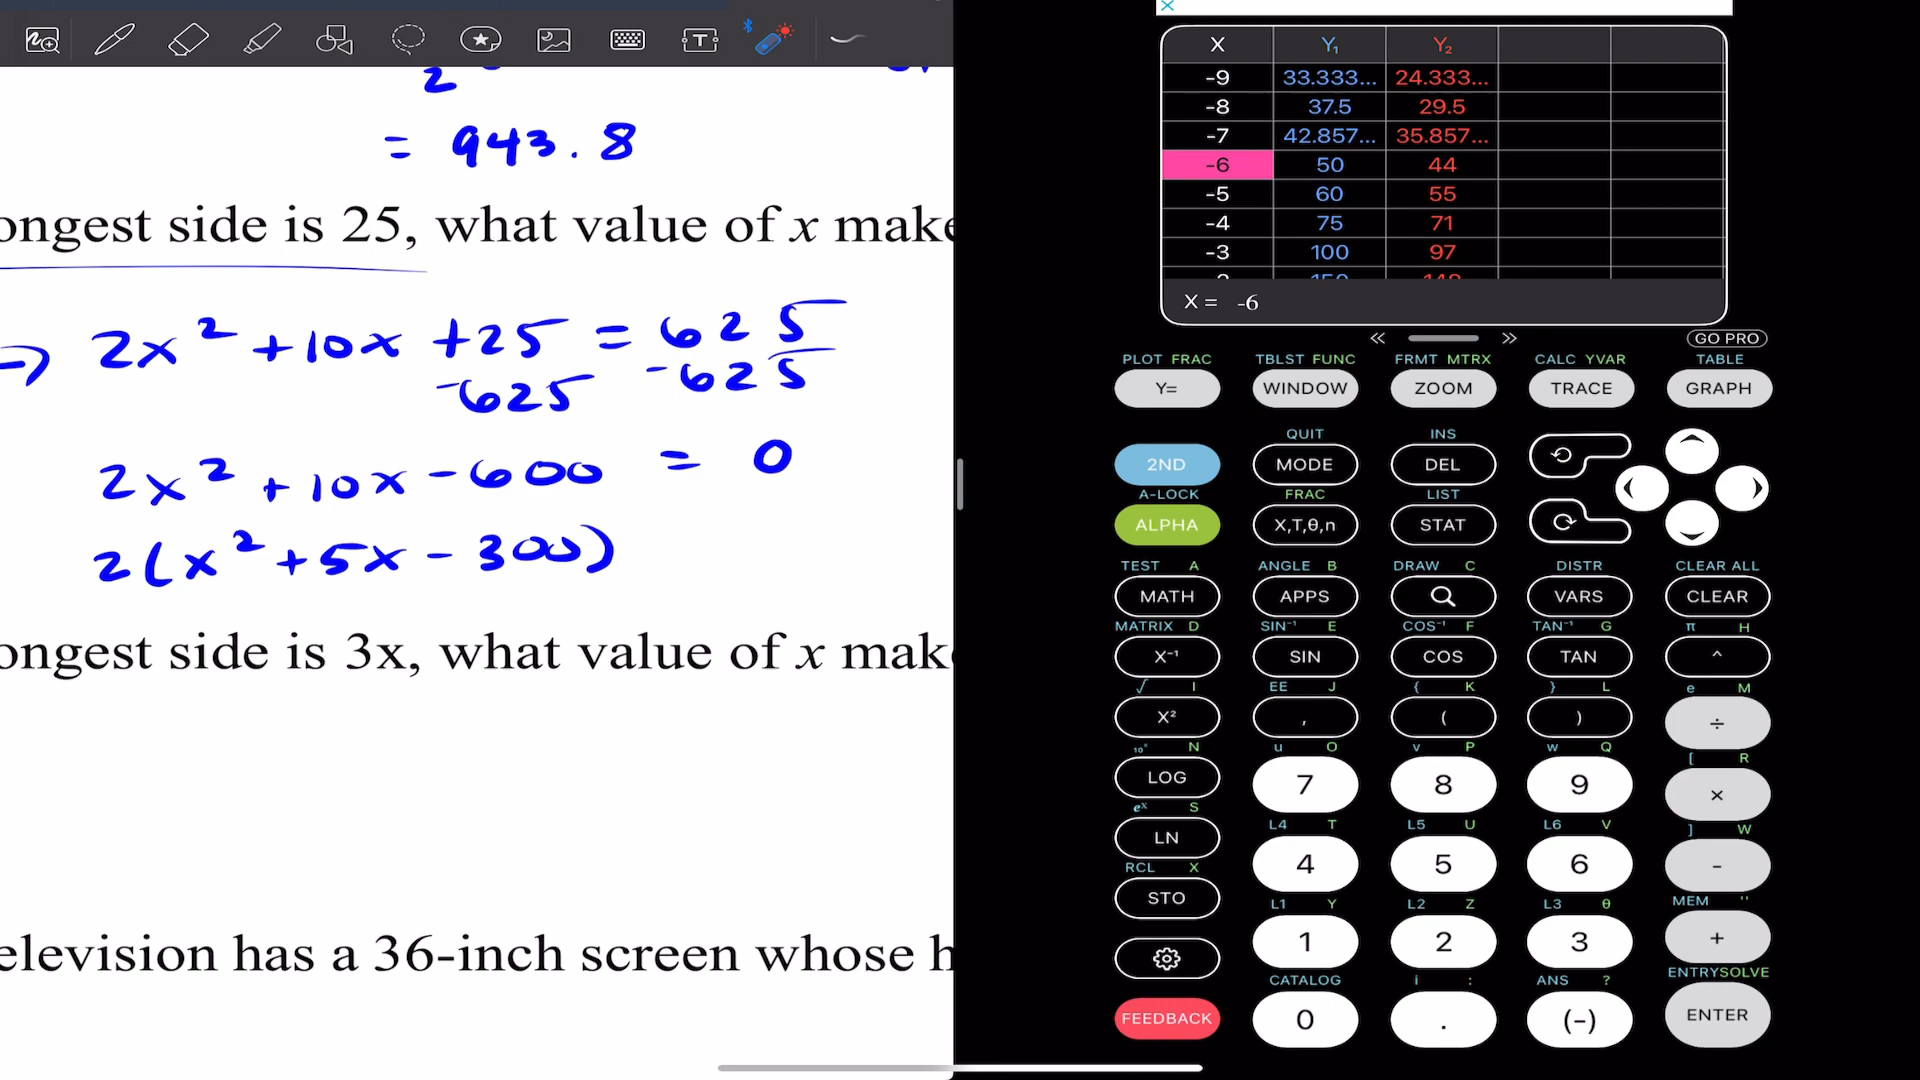 2
= 943.8
ongest side is 25, what value of x make
→ 2x² + 10x + 25 = 625
-625 -625
2x² + 10x - 600 = 0
2(x² + 5x - 300)
ongest side is 3x, what value of x mak
elevision has a 36-inch screen whose h
X Y₁ Y₂
-9 33.333... 24.333...
-8 37.5 29.5
-7 42.857... 35.857...
-6 50 44
-5 60 55
-4 75 71
-3 100 97
X = -6
GO PRO
PLOT FRAC TBLST FUNC FRMT MTRX CALC YVAR TABLE
Y= WINDOW ZOOM TRACE GRAPH
QUIT INS
2ND MODE DEL
A-LOCK FRAC LIST
ALPHA X,T,θ,n STAT
TEST A ANGLE B DRAW C DISTR CLEAR ALL
MATH APPS VARS CLEAR
MATRIX D SIN⁻¹ E COS⁻¹ F TAN⁻¹ G π H
X⁻¹ SIN COS TAN ^
√ I EE J { K } L e M
X² , ( ) ÷
10ˣ N u O v P w Q [ R
LOG 7 8 9 ×
eˣ S L4 T L5 U L6 V ] W
LN 4 5 6 -
RCL X L1 Y L2 Z L3 θ MEM "
STO 1 2 3 +
CATALOG i : ANS ? ENTRY SOLVE
FEEDBACK 0 . (-) ENTER